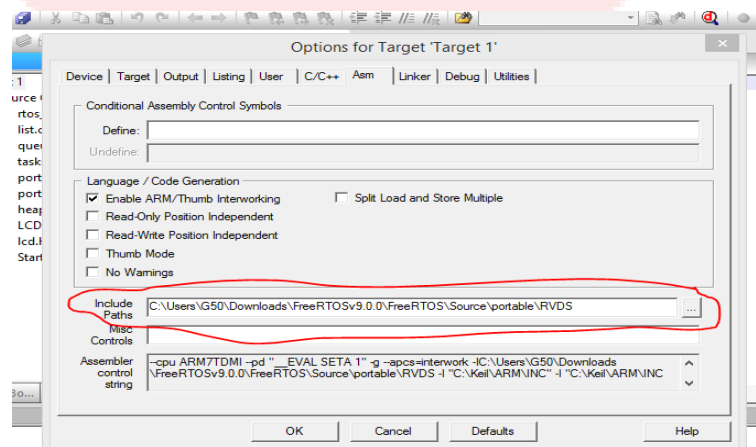 Options for Target 'Target 1'
Device | Target | Output | Listing | User | C/C++ Asm | Linker | Debug | Utilities |
1
urce
rtos_
list.c
que
task
port
port
heap
LCD
lcd.h
Start
Conditional Assembly Control Symbols
Define:
Undefine:
Language / Code Generation
Enable ARM/Thumb Interworking
Split Load and Store Multiple
Read-Only Position Independent
Read-Write Position Independent
Thumb Mode
No Warnings
Include Paths
C:\Users\G50\Downloads\FreeRTOSv9.0.0\FreeRTOS\Source\portable\RVDS
...
Misc Controls
Assembler control string
--cpu ARM7TDMI --pd "__EVAL SETA 1" -g --apcs=interwork -IC:\Users\G50\Downloads
\FreeRTOSv9.0.0\FreeRTOS\Source\portable\RVDS -I "C:\Keil\ARM\INC" -I "C:\Keil\ARM\INC
Bo...
OK
Cancel
Defaults
Help